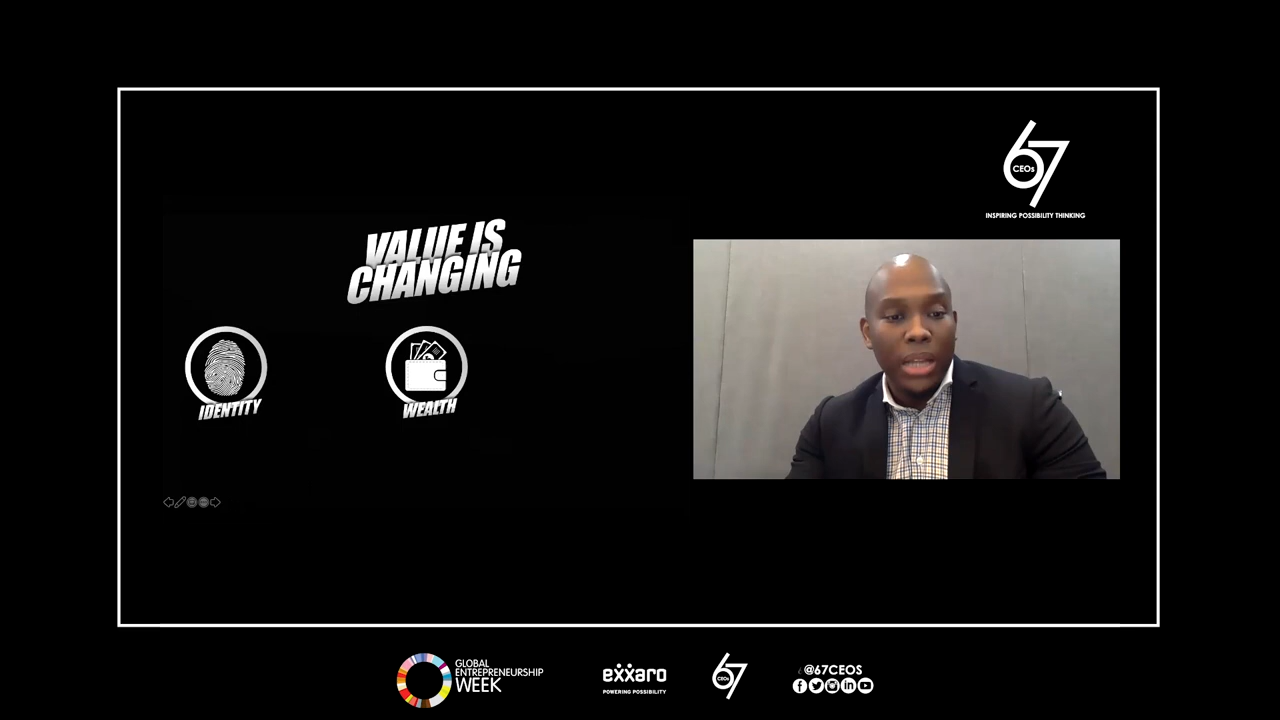 67
CEOs
INSPIRING POSSIBILITY THINKING
VALUE IS
CHANGING
IDENTITY
WEALTH
GLOBAL
ENTREPRENEURSHIP
WEEK
exxaro
POWERING POSSIBILITY
67
CEOs
@67CEOS